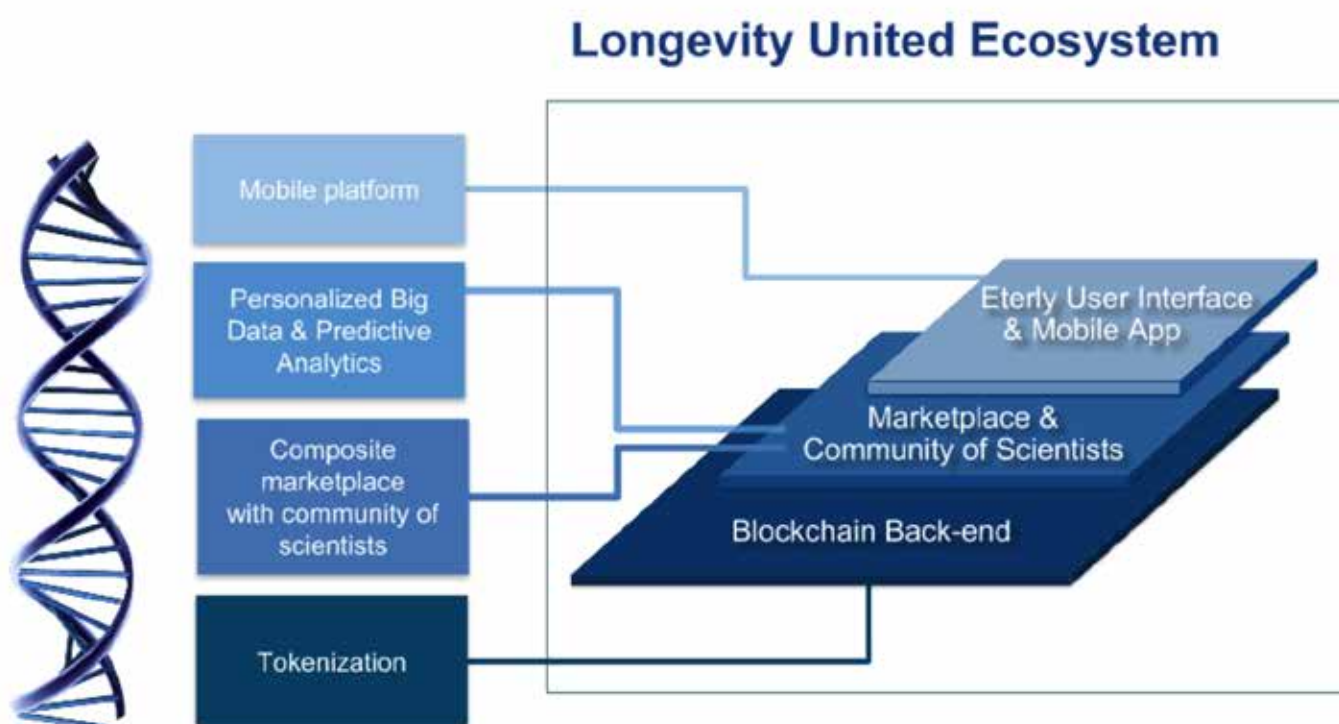 Longevity United Ecosystem
Mobile platform
Personalized Big
Data & Predictive
Analytics
Composite
marketplace
with community of
scientists
Tokenization
Eterly User Interface
& Mobile App
Marketplace &
Community of Scientists
Blockchain Back-end